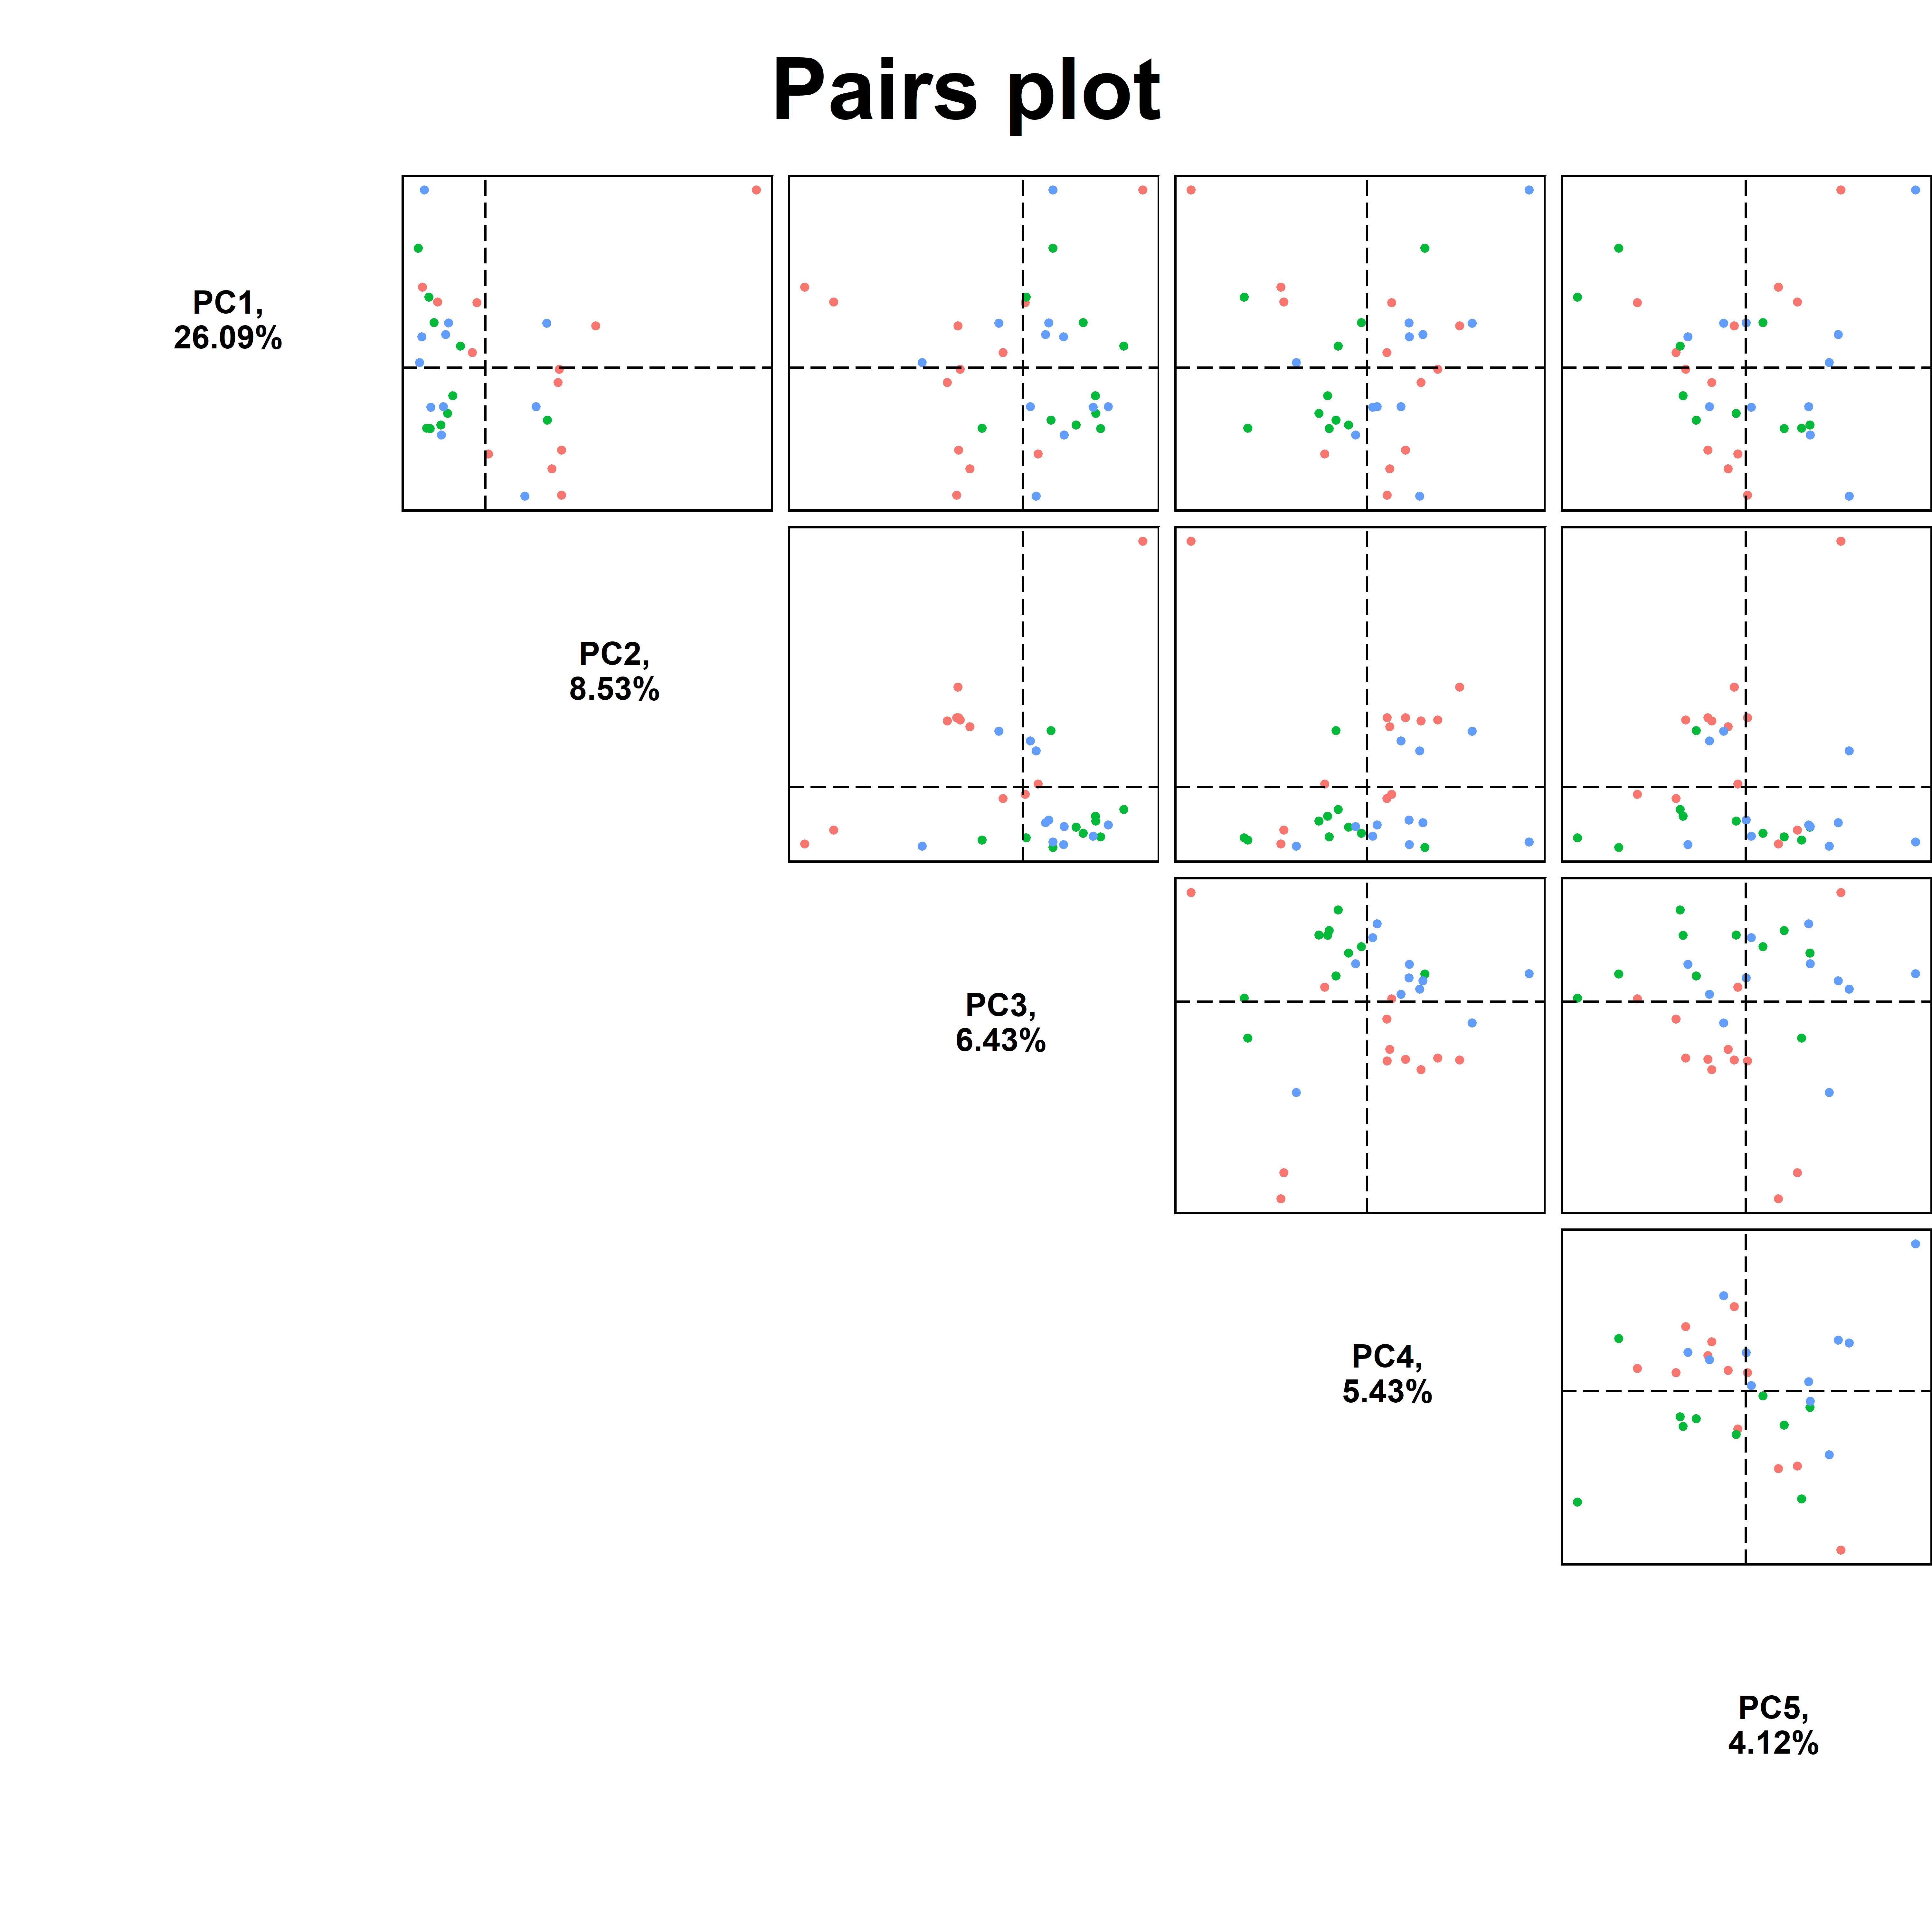 Pairs plot
PC1,
26.09%
PC2,
8.53%
PC3,
6.43%
PC4,
5.43%
PC5,
4.12%